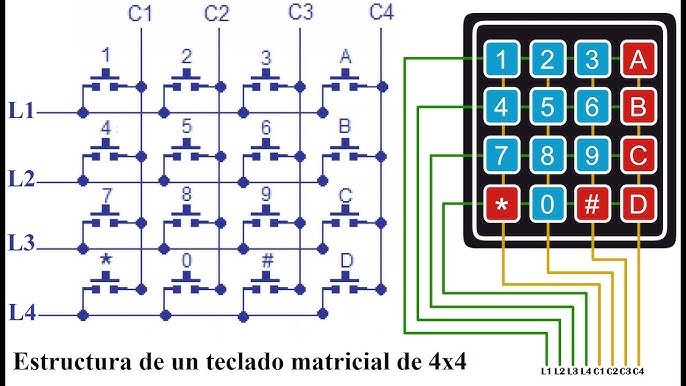 C1 C2 C3 C4
1 2 3 A
L1
4 5 6 B
L2
7 8 9 C
L3
* 0 # D
L4
1 2 3 A
4 5 6 B
7 8 9 C
* 0 # D
L1 L2 L3 L4 C1 C2 C3 C4
Estructura de un teclado matricial de 4x4